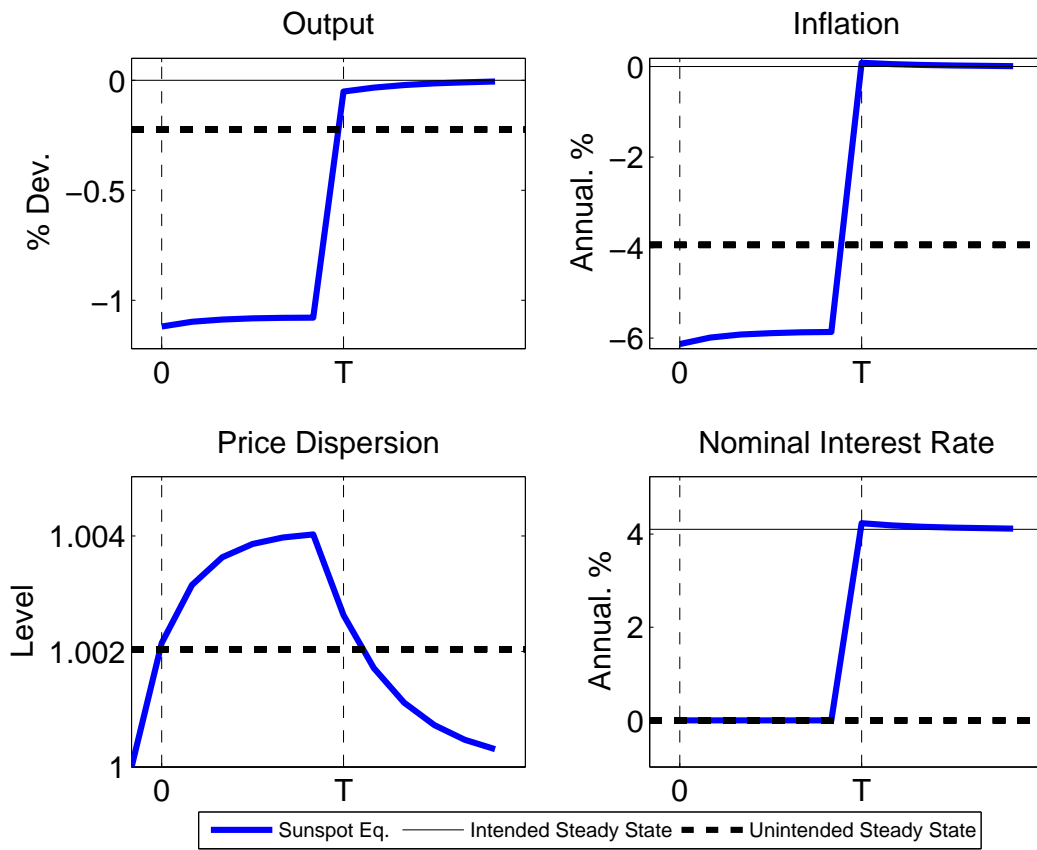 Output
% Dev.
0
−0.5
−1
0
T
Inflation
Annual. %
0
−2
−4
−6
0
T
Price Dispersion
Level
1.004
1.002
1
0
T
Nominal Interest Rate
Annual. %
4
2
0
0
T
Sunspot Eq.
Intended Steady State
Unintended Steady State